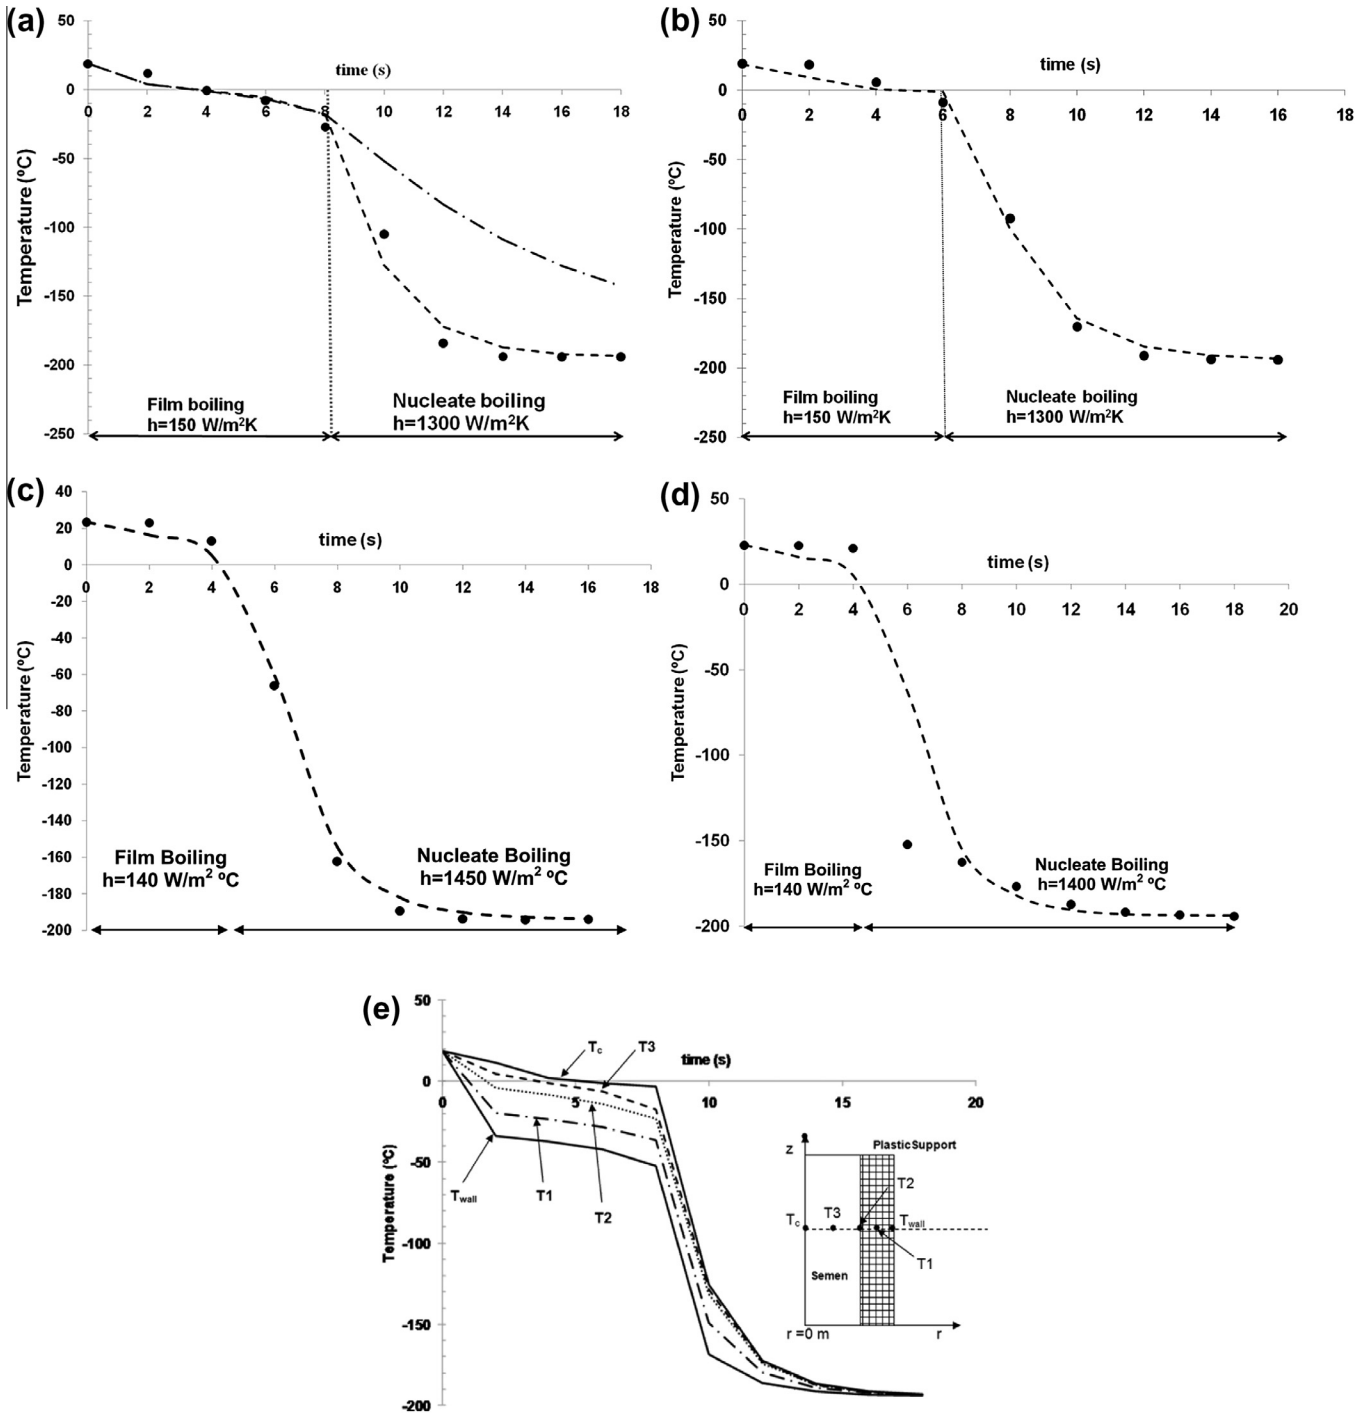 (a)
50
0
-50
-100
-150
-200
-250
Temperature (ºC)
time (s)
0 2 4 6 8 10 12 14 16 18
Film boiling
h=150 W/m2K
Nucleate boiling
h=1300 W/m2K
(b)
50
0
-50
-100
-150
-200
-250
Temperature (ºC)
time (s)
0 2 4 6 8 10 12 14 16 18
Film boiling
h=150 W/m2K
Nucleate boiling
h=1300 W/m2K
(c)
40
20
0
-20
-40
-60
-80
-100
-120
-140
-160
-180
-200
Temperature (ºC)
time (s)
0 2 4 6 8 10 12 14 16 18
Film Boiling
h=140 W/m2 ºC
Nucleate Boiling
h=1450 W/m2 ºC
(d)
50
0
-50
-100
-150
-200
Temperature (ºC)
time (s)
0 2 4 6 8 10 12 14 16 18 20
Film Boiling
h=140 W/m2 ºC
Nucleate Boiling
h=1400 W/m2 ºC
(e)
50
0
-50
-100
-150
-200
Temperature (ºC)
Tc
T3
time (s)
0 5 10 15 20
Twall
T1
T2
z
Plastic Support
T2
Tc
T3
Twall
T1
Semen
r =0 m
r